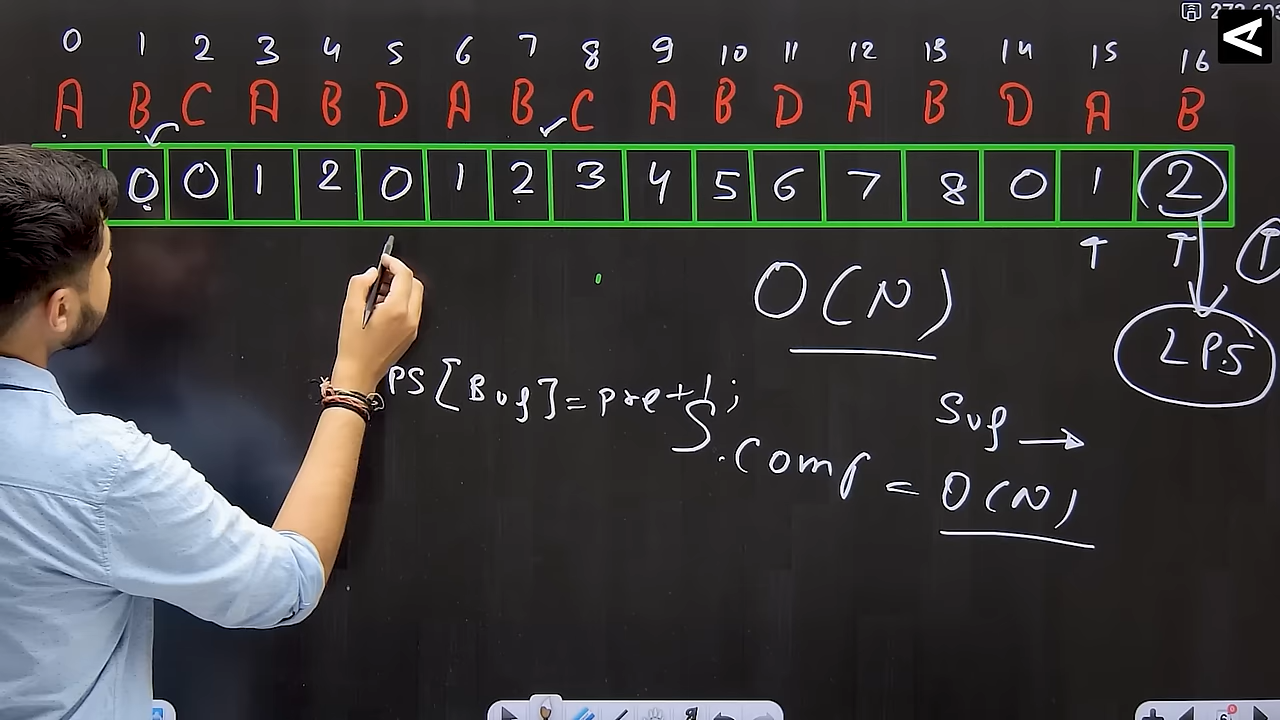 0 1 2 3 4 5 6 7 8 9 10 11 12 13 14 15 16
A B C A B D A B C A B D A B D A B
0 0 1 2 0 1 2 3 4 5 6 7 8 0 1 2
O(N)
LPS
PS[Suf]=pre+1;
Suf
S.comp = O(N)